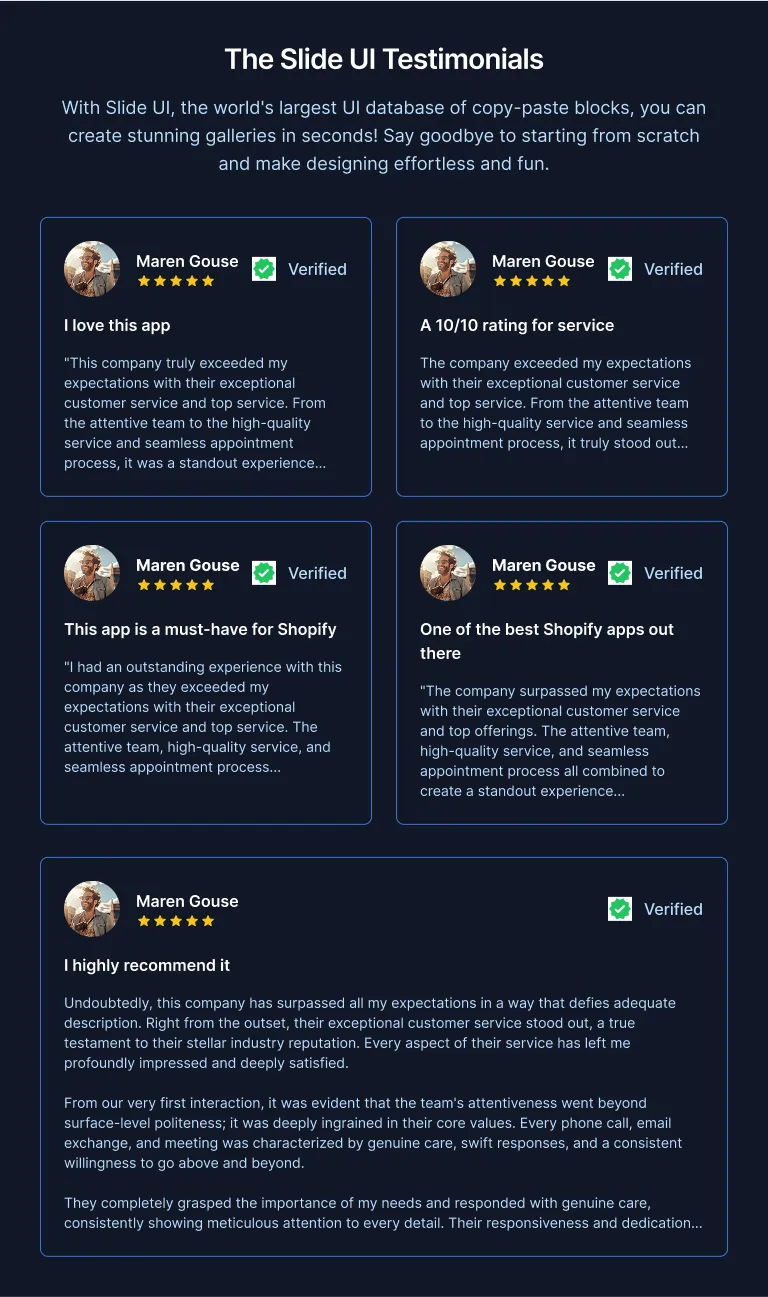 The Slide UI Testimonials
With Slide UI, the world's largest UI database of copy-paste blocks, you can
create stunning galleries in seconds! Say goodbye to starting from scratch
and make designing effortless and fun.
Maren Gouse
Verified
I love this app
"This company truly exceeded my
expectations with their exceptional
customer service and top service. From
the attentive team to the high-quality
service and seamless appointment
process, it was a standout experience...
Maren Gouse
Verified
A 10/10 rating for service
The company exceeded my expectations
with their exceptional customer service
and top service. From the attentive team
to the high-quality service and seamless
appointment process, it truly stood out...
Maren Gouse
Verified
This app is a must-have for Shopify
"I had an outstanding experience with this
company as they exceeded my
expectations with their exceptional
customer service and top service. The
attentive team, high-quality service, and
seamless appointment process...
Maren Gouse
Verified
One of the best Shopify apps out
there
"The company surpassed my expectations
with their exceptional customer service
and top offerings. The attentive team,
high-quality service, and seamless
appointment process all combined to
create a standout experience...
Maren Gouse
Verified
I highly recommend it
Undoubtedly, this company has surpassed all my expectations in a way that defies adequate
description. Right from the outset, their exceptional customer service stood out, a true
testament to their stellar industry reputation. Every aspect of their service has left me
profoundly impressed and deeply satisfied.
From our very first interaction, it was evident that the team's attentiveness went beyond
surface-level politeness; it was deeply ingrained in their core values. Every phone call, email
exchange, and meeting was characterized by genuine care, swift responses, and a consistent
willingness to go above and beyond.
They completely grasped the importance of my needs and responded with genuine care,
consistently showing meticulous attention to every detail. Their responsiveness and dedication...